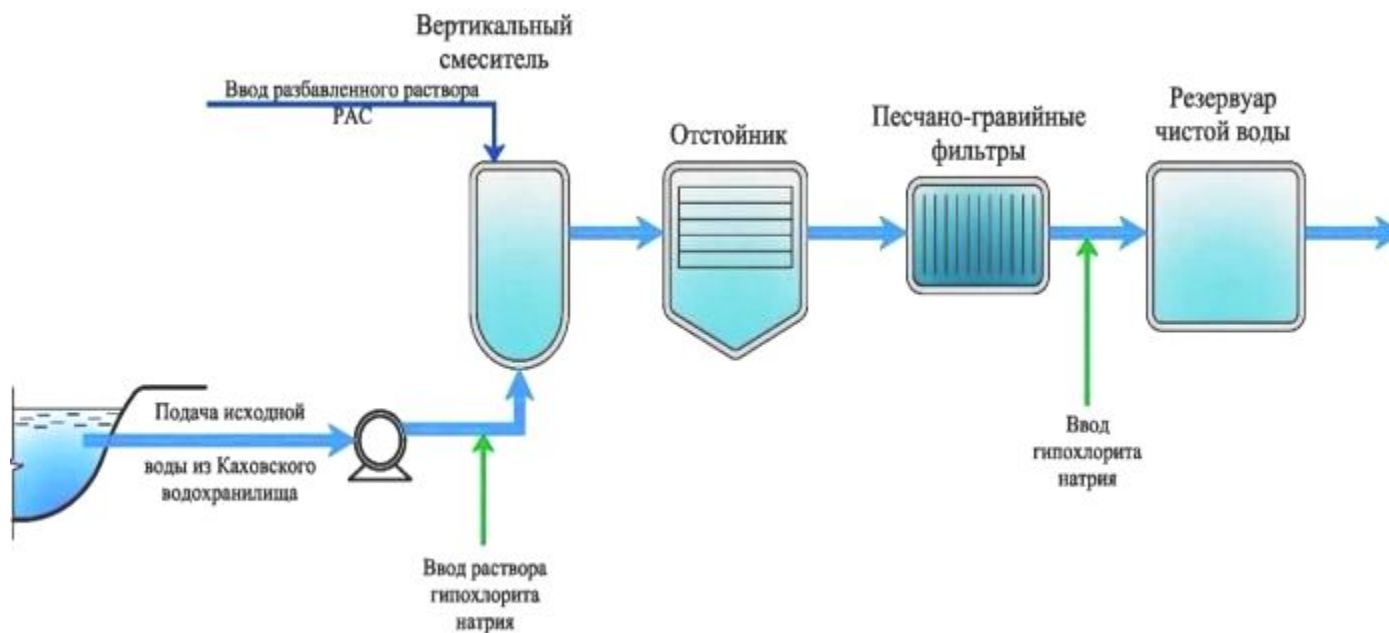 Вертикальный
смеситель
Ввод разбавленного раствора
РАС
Отстойник
Песчано-гравийные
фильтры
Резервуар
чистой воды
Подача исходной
воды из Каховского
водохранилища
Ввод раствора
гипохлорита
натрия
Ввод
гипохлорита
натрия